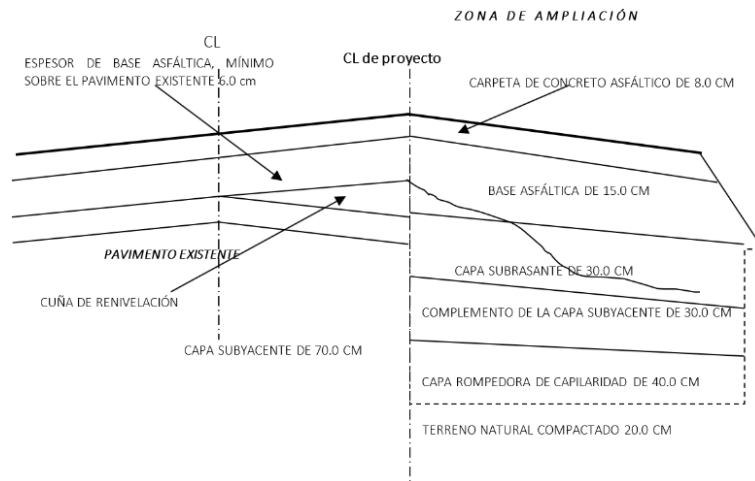 ZONA DE AMPLIACIÓN
CL
ESPESOR DE BASE ASFÁLTICA, MÍNIMO
SOBRE EL PAVIMENTO EXISTENTE 6.0 cm
CL de proyecto
CARPETA DE CONCRETO ASFÁLTICO DE 8.0 CM
BASE ASFÁLTICA DE 15.0 CM
PAVIMENTO EXISTENTE
CAPA SUBRASANTE DE 30.0 CM
CUÑA DE RENIVELACIÓN
COMPLEMENTO DE LA CAPA SUBYACENTE DE 30.0 CM
CAPA SUBYACENTE DE 70.0 CM
CAPA ROMPEDORA DE CAPILARIDAD DE 40.0 CM
TERRENO NATURAL COMPACTADO 20.0 CM